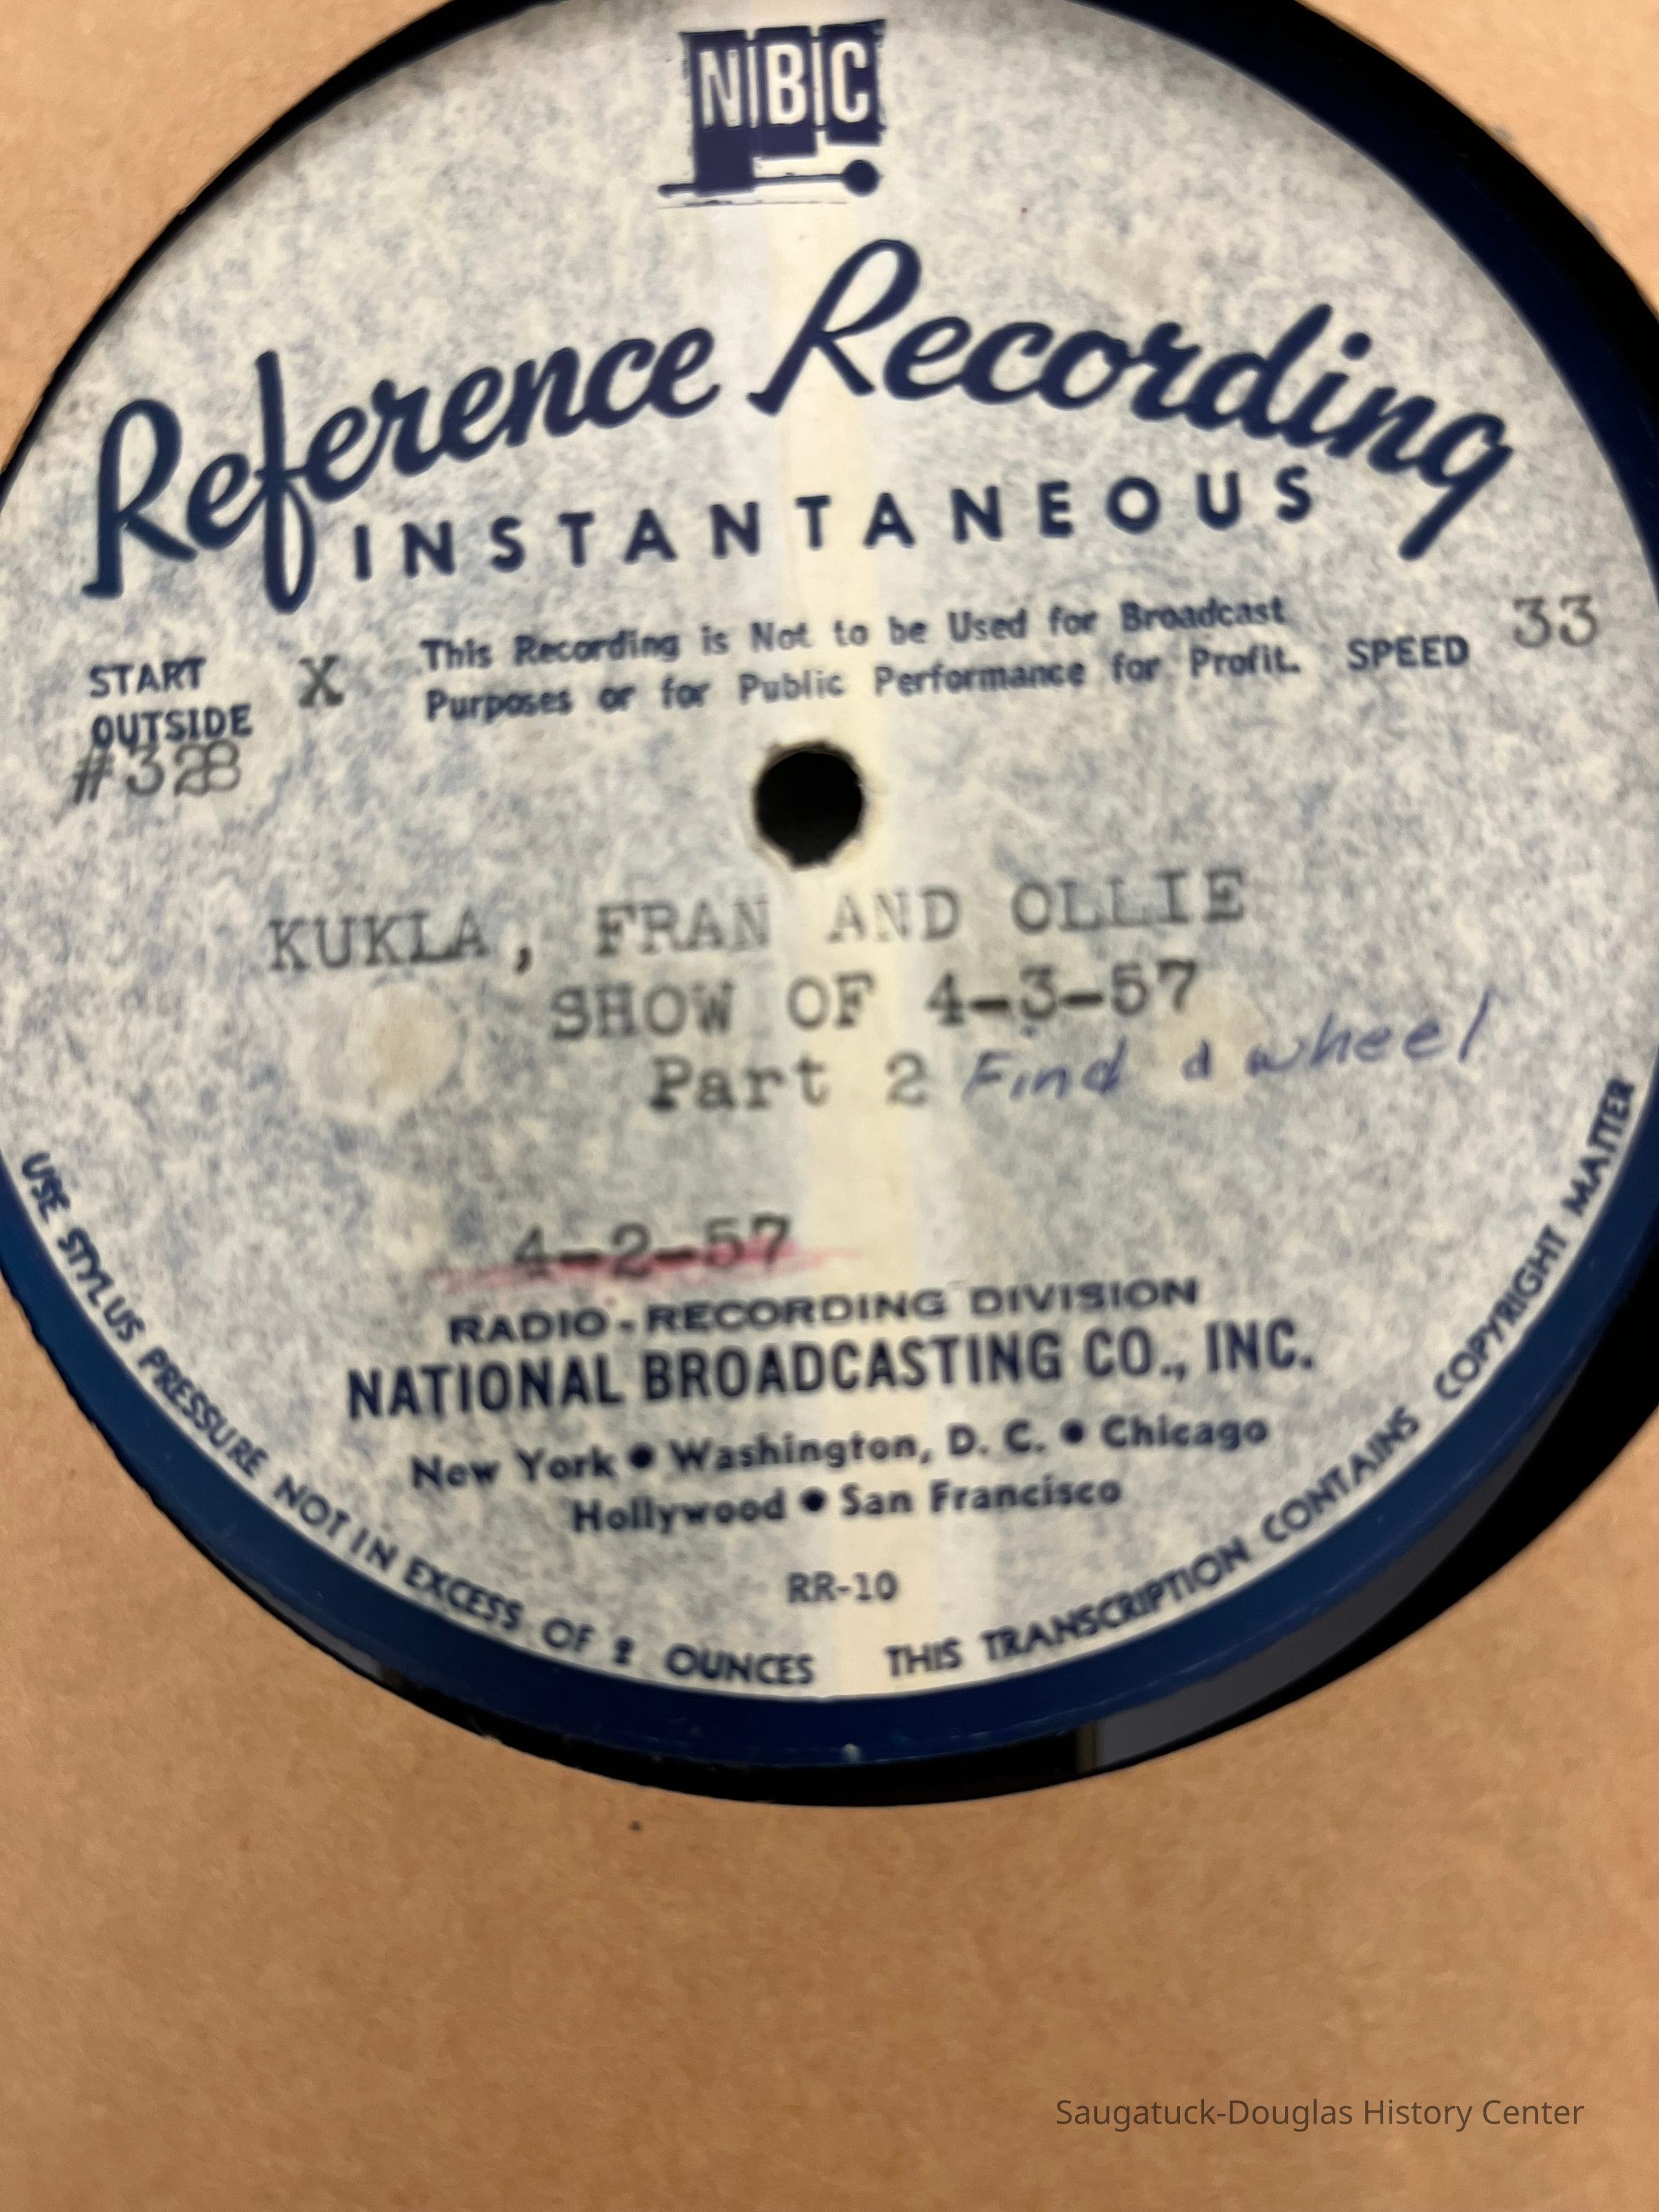 NBC
Reference Recording
INSTANTANEOUS
START
OUTSIDE
X
This Recording is Not to be Used for Broadcast
Purposes or for Public Performance for Profit.
SPEED 33
#328
KUKLA, FRAN AND OLLIE
SHOW OF 4-3-57
Part 2 Find a wheel
4-2-57
RADIO-RECORDING DIVISION
NATIONAL BROADCASTING CO., INC.
New York • Washington, D. C. • Chicago
Hollywood • San Francisco
RR-10
USE STYLUS PRESSURE NOT IN EXCESS OF 2 OUNCES
THIS TRANSCRIPTION CONTAINS COPYRIGHT MATTER
Saugatuck-Douglas History Center